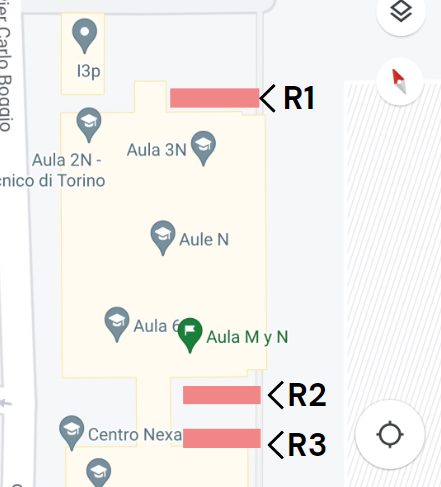 Pier Carlo Boggio
I3p
R1
Aula 3N
Aula 2N -
cnico di Torino
Aule N
Aula 6
Aula M y N
R2
Centro Nexa
R3